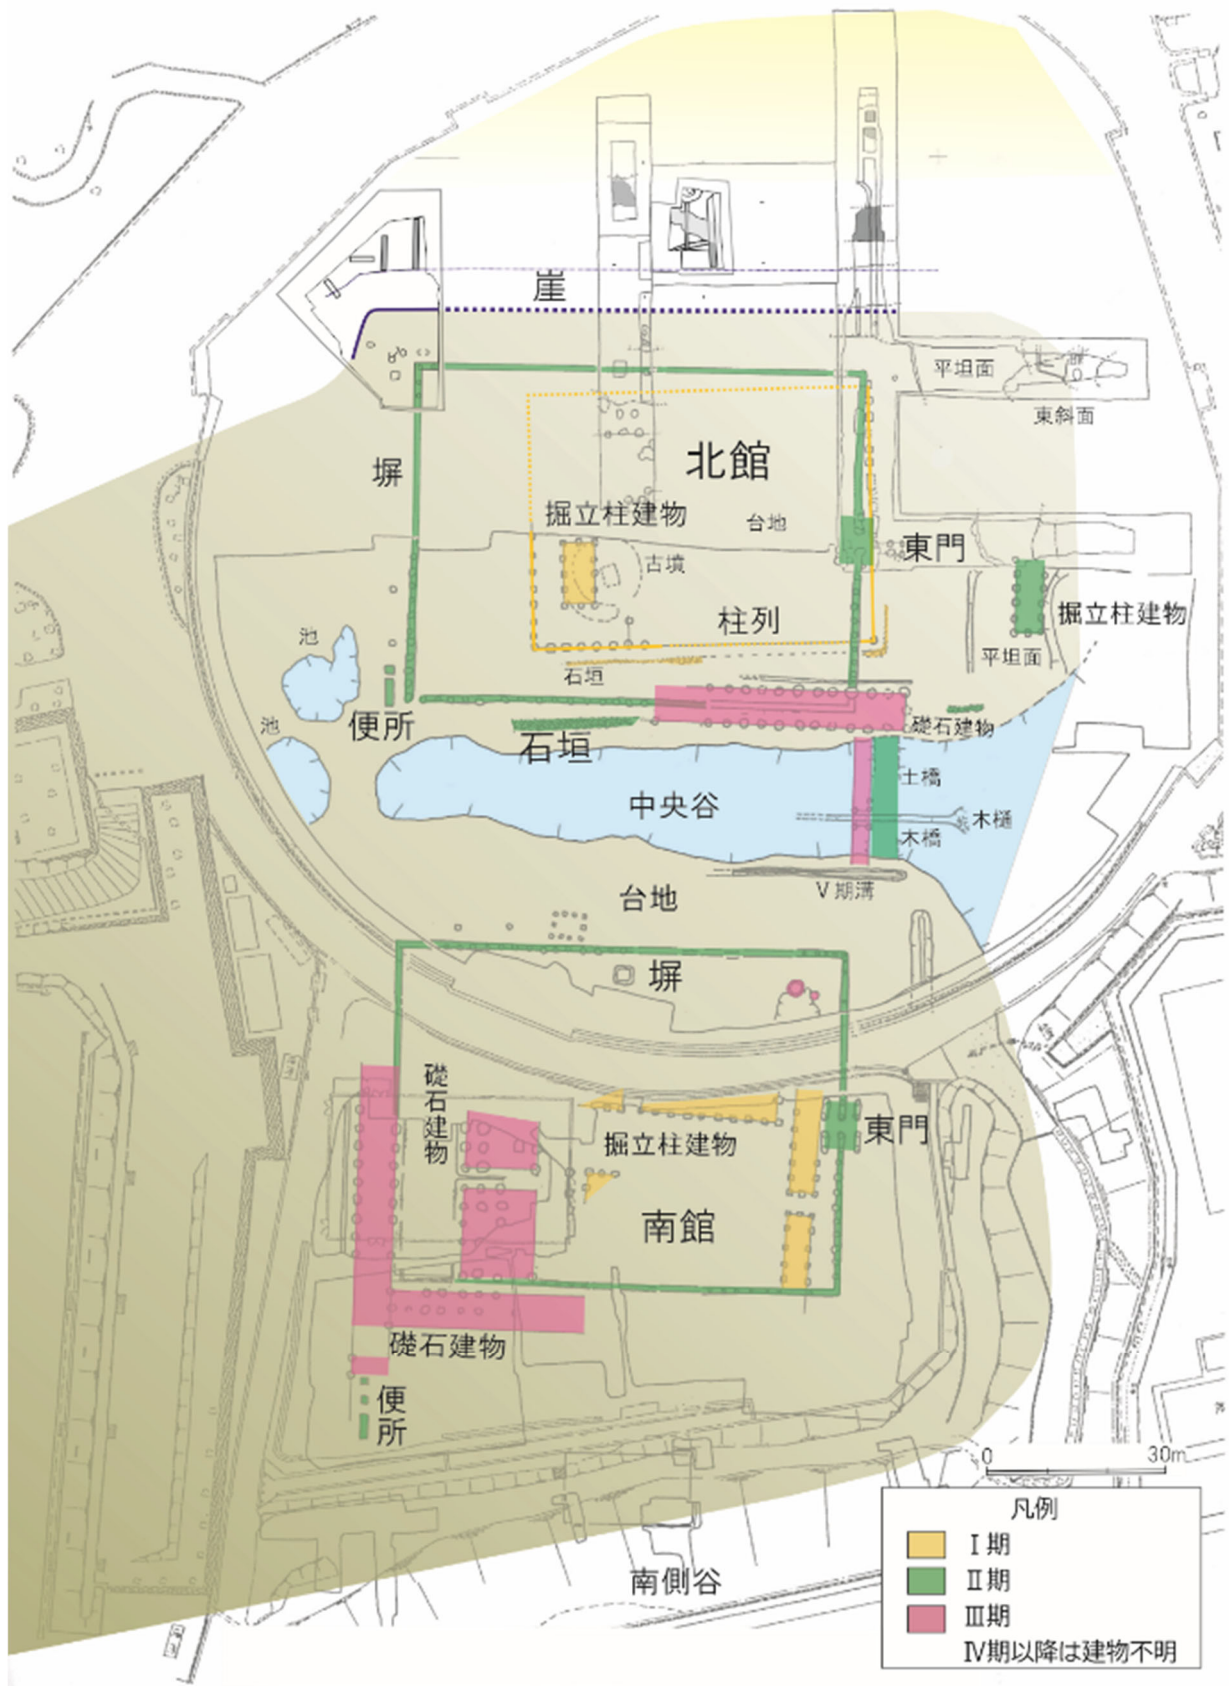 崖
平坦面
東斜面
北館
塀
掘立柱建物
台地
古墳
東門
掘立柱建物
柱列
平坦面
池
石垣
便所
池
石垣
礎石建物
土橋
中央谷
木樋
木橋
Ⅴ期溝
台地
塀
礎石建物
掘立柱建物
東門
南館
礎石建物
便所
0 30m
凡例
Ⅰ期
Ⅱ期
Ⅲ期
Ⅳ期以降は建物不明
南側谷